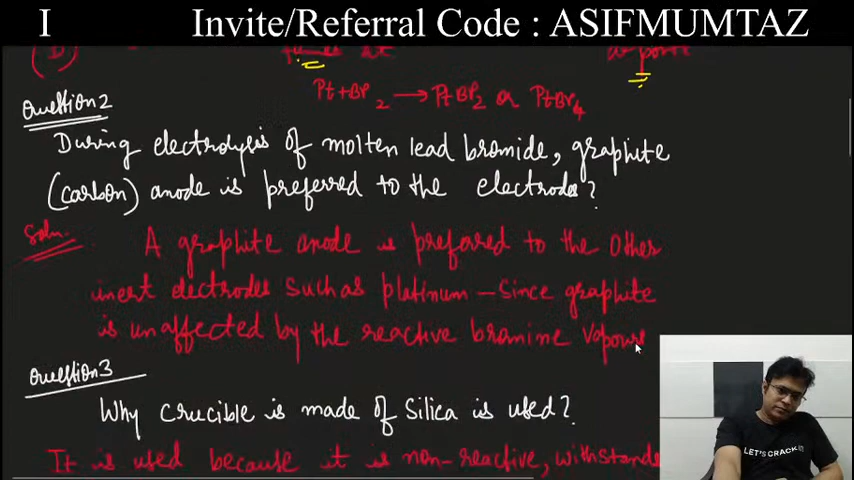 I Invite/Referral Code : ASIFMUMTAZ
(D)
Pt+Br2 → PtBr2 or PtBr4
Question 2
During electrolysis of molten lead bromide, graphite
(carbon) anode is preferred to the electrodes?
Soln.
A graphite anode is preferred to the other
inert electrodes such as platinum - since graphite
is unaffected by the reactive bromine vapours
Question 3
Why crucible is made of Silica is used?
It is used because it is non-reactive, withstands
LET'S CRACK